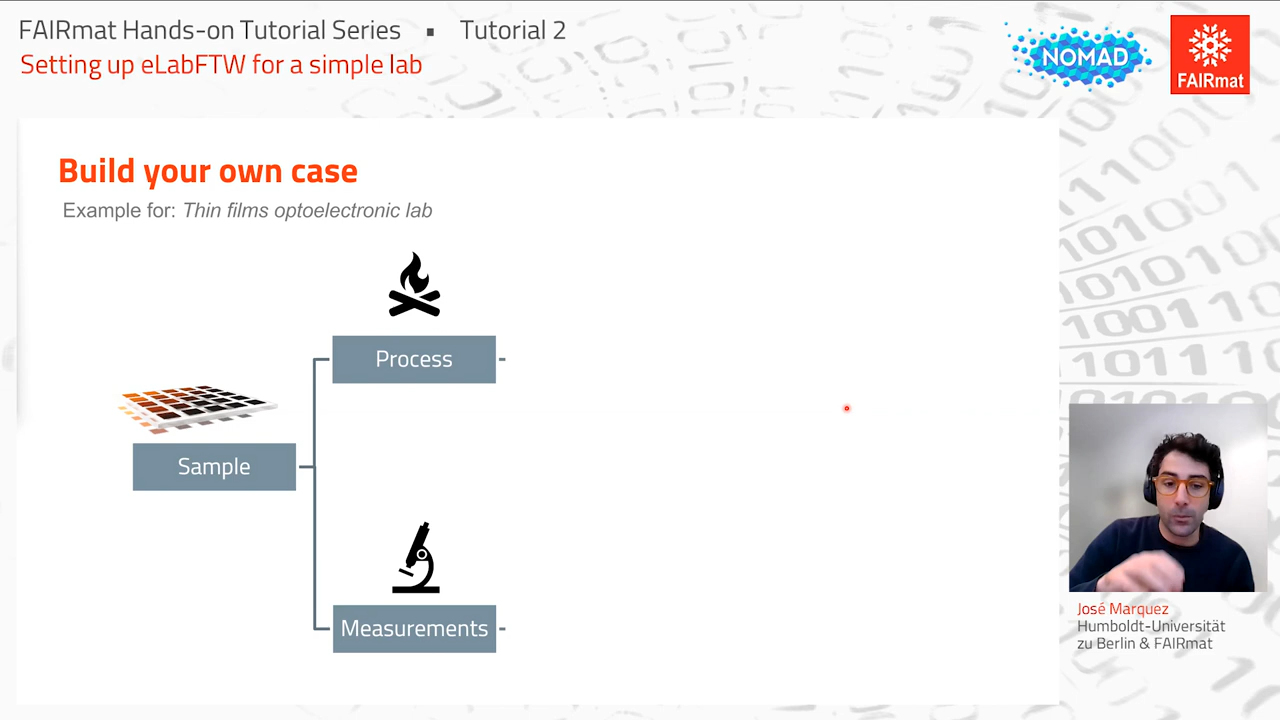 FAIRmat Hands-on Tutorial Series ▪ Tutorial 2
Setting up eLabFTW for a simple lab
NOMAD
FAIRmat
Build your own case
Example for: Thin films optoelectronic lab
Process
Sample
Measurements
José Marquez
Humboldt-Universität
zu Berlin & FAIRmat